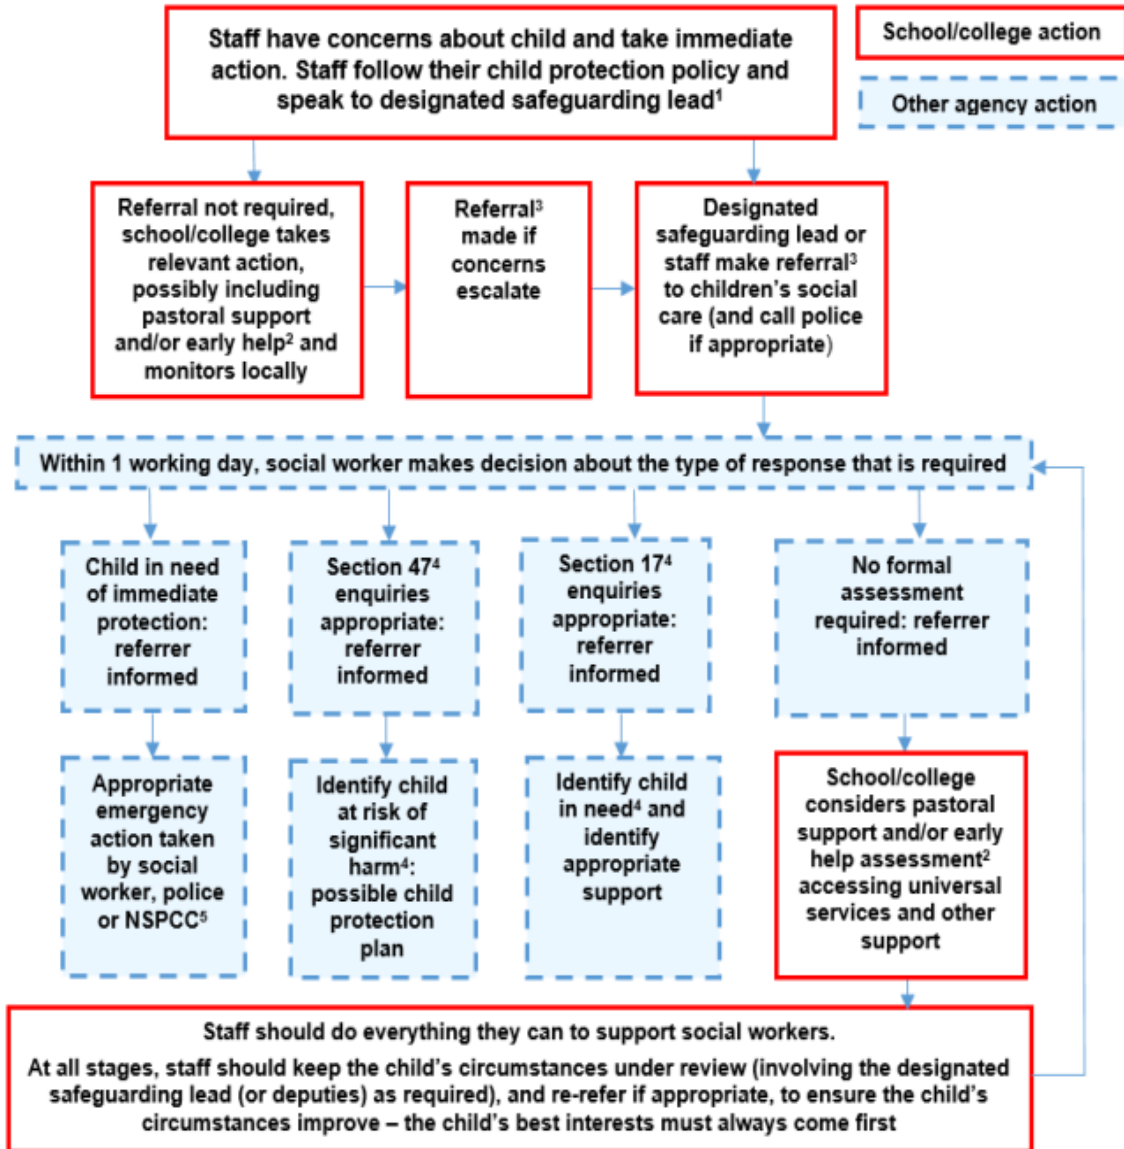 Staff have concerns about child and take immediate
action. Staff follow their child protection policy and
speak to designated safeguarding lead¹
School/college action
Other agency action
Referral not required,
school/college takes
relevant action,
possibly including
pastoral support
and/or early help² and
monitors locally
Referral³
made if
concerns
escalate
Designated
safeguarding lead or
staff make referral³
to children’s social
care (and call police
if appropriate)
Within 1 working day, social worker makes decision about the type of response that is required
Child in need
of immediate
protection:
referrer
informed
Section 47⁴
enquiries
appropriate:
referrer
informed
Section 17⁴
enquiries
appropriate:
referrer
informed
No formal
assessment
required: referrer
informed
Appropriate
emergency
action taken
by social
worker, police
or NSPCC⁵
Identify child
at risk of
significant
harm⁴:
possible child
protection
plan
Identify child
in need⁴ and
identify
appropriate
support
School/college
considers pastoral
support and/or early
help assessment²
accessing universal
services and other
support
Staff should do everything they can to support social workers.
At all stages, staff should keep the child’s circumstances under review (involving the designated
safeguarding lead (or deputies) as required), and re-refer if appropriate, to ensure the child’s
circumstances improve – the child’s best interests must always come first